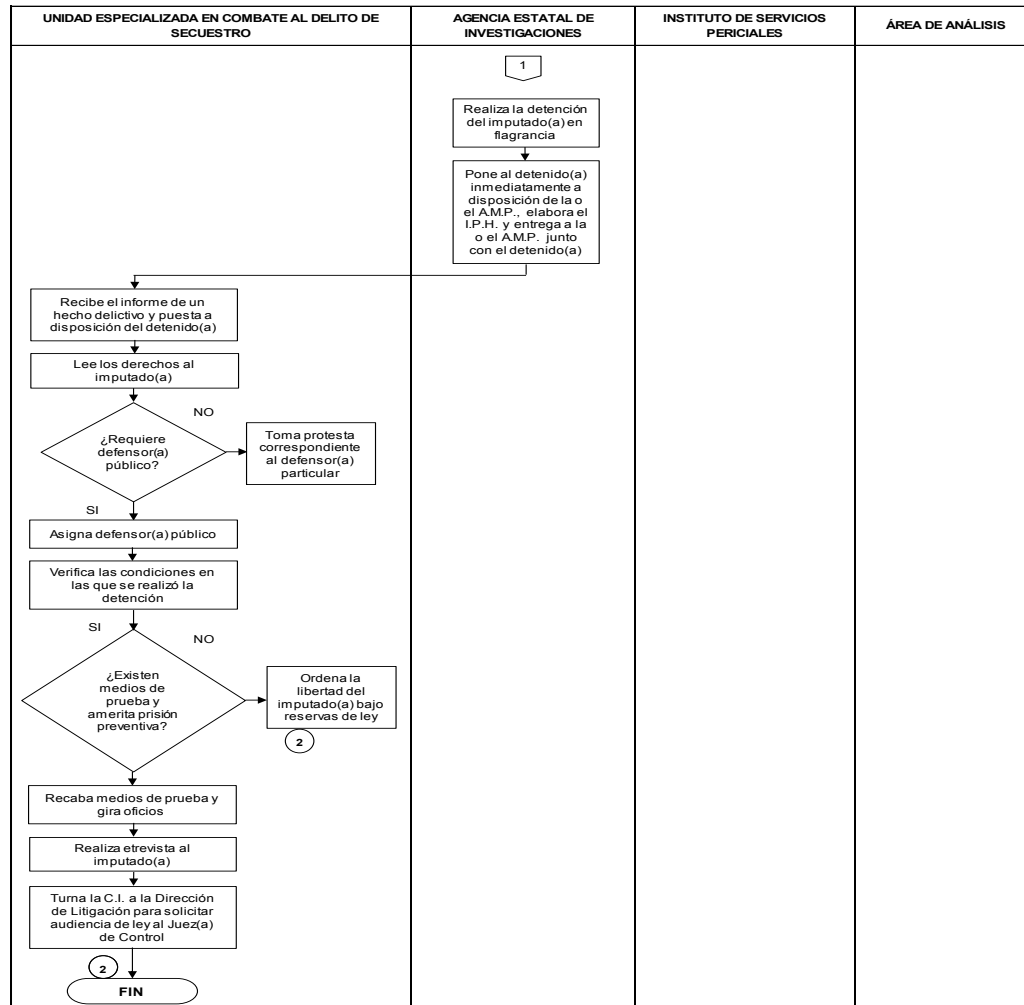 UNIDAD ESPECIALIZADA EN COMBATE AL DELITO DE
SECUESTRO
AGENCIA ESTATAL DE
INVESTIGACIONES
INSTITUTO DE SERVICIOS
PERICIALES
ÁREA DE ANÁLISIS
1
Realiza la detención
del imputado(a) en
flagrancia
Pone al detenido(a)
inmediatamente a
disposición de la o
el A.M.P., elabora el
I.P.H. y entrega a la
o el A.M.P. junto
con el detenido(a)
Recibe el informe de un
hecho delictivo y puesta a
disposición del detenido(a)
Lee los derechos al
imputado(a)
NO
¿Requiere
defensor(a)
público?
Toma protesta
correspondiente
al defensor(a)
particular
SI
Asigna defensor(a) público
Verifica las condiciones en
las que se realizó la
detención
SI
NO
¿Existen
medios de
prueba y
amerita prisión
preventiva?
Ordena la
libertad del
imputado(a) bajo
reservas de ley
2
Recaba medios de prueba y
gira oficios
Realiza etrevista al
imputado(a)
Turna la C.I. a la Dirección
de Litigación para solicitar
audiencia de ley al Juez(a)
de Control
2
FIN